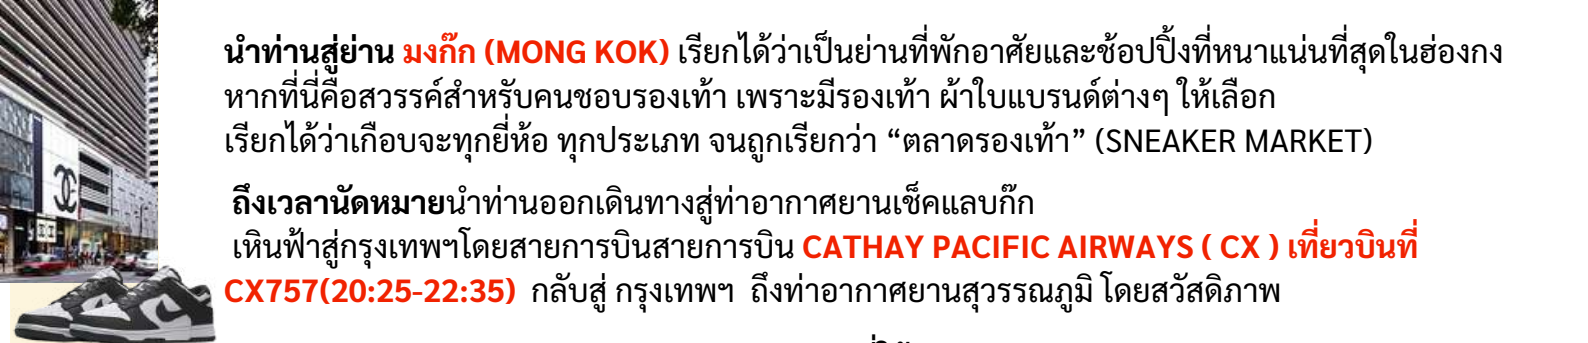 นำท่านสู่ย่าน มงก๊ก (MONG KOK) เรียกได้ว่าเป็นย่านที่พักอาศัยและช้อปปิ้งที่หนาแน่นที่สุดในฮ่องกง
หากที่นี่คือสวรรค์สำหรับคนชอบรองเท้า เพราะมีรองเท้า ผ้าใบแบรนด์ต่างๆ ให้เลือก
เรียกได้ว่าเกือบจะทุกยี่ห้อ ทุกประเภท จนถูกเรียกว่า “ตลาดรองเท้า” (SNEAKER MARKET)
ถึงเวลานัดหมายนำท่านออกเดินทางสู่ท่าอากาศยานเช็คแลบก๊ก
เหินฟ้าสู่กรุงเทพฯโดยสายการบินสายการบิน CATHAY PACIFIC AIRWAYS ( CX ) เที่ยวบินที่
CX757(20:25-22:35) กลับสู่ กรุงเทพฯ ถึงท่าอากาศยานสุวรรณภูมิ โดยสวัสดิภาพ